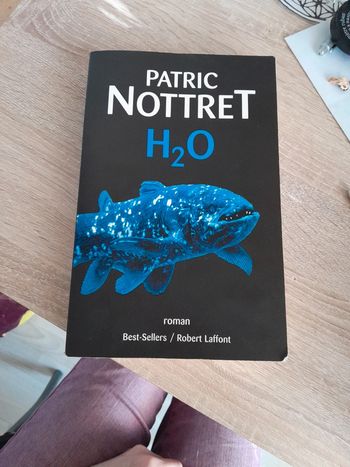 PATRIC
NOTTRET
H₂O
roman
Best-Sellers / Robert Laffont